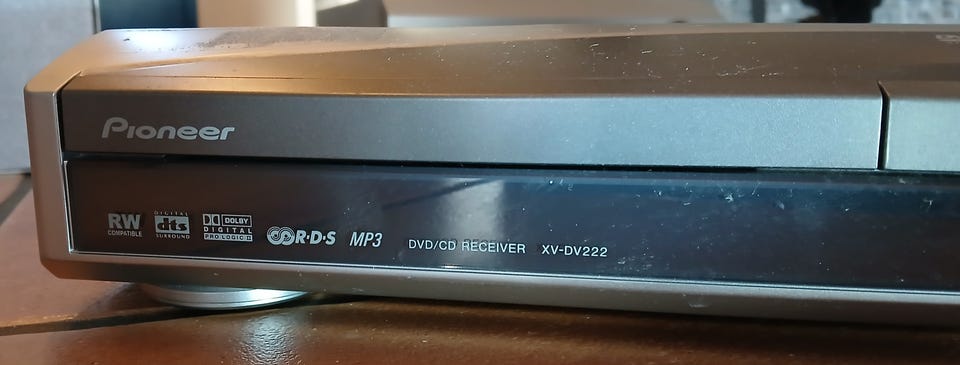 Pioneer
RW
COMPATIBLE
DIGITAL
dts
SURROUND
DOLBY
DIGITAL
PRO LOGIC II
R·D·S
MP3
DVD/CD RECEIVER XV-DV222